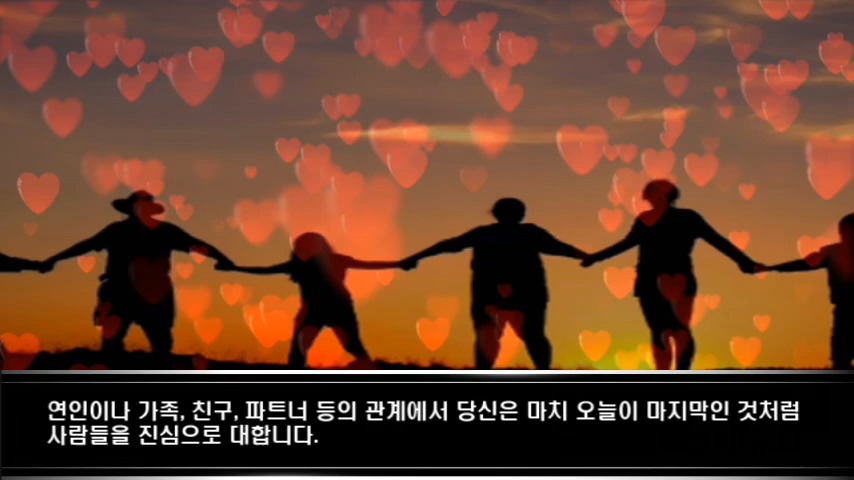 연인이나 가족, 친구, 파트너 등의 관계에서 당신은 마치 오늘이 마지막인 것처럼
사람들을 진심으로 대합니다.